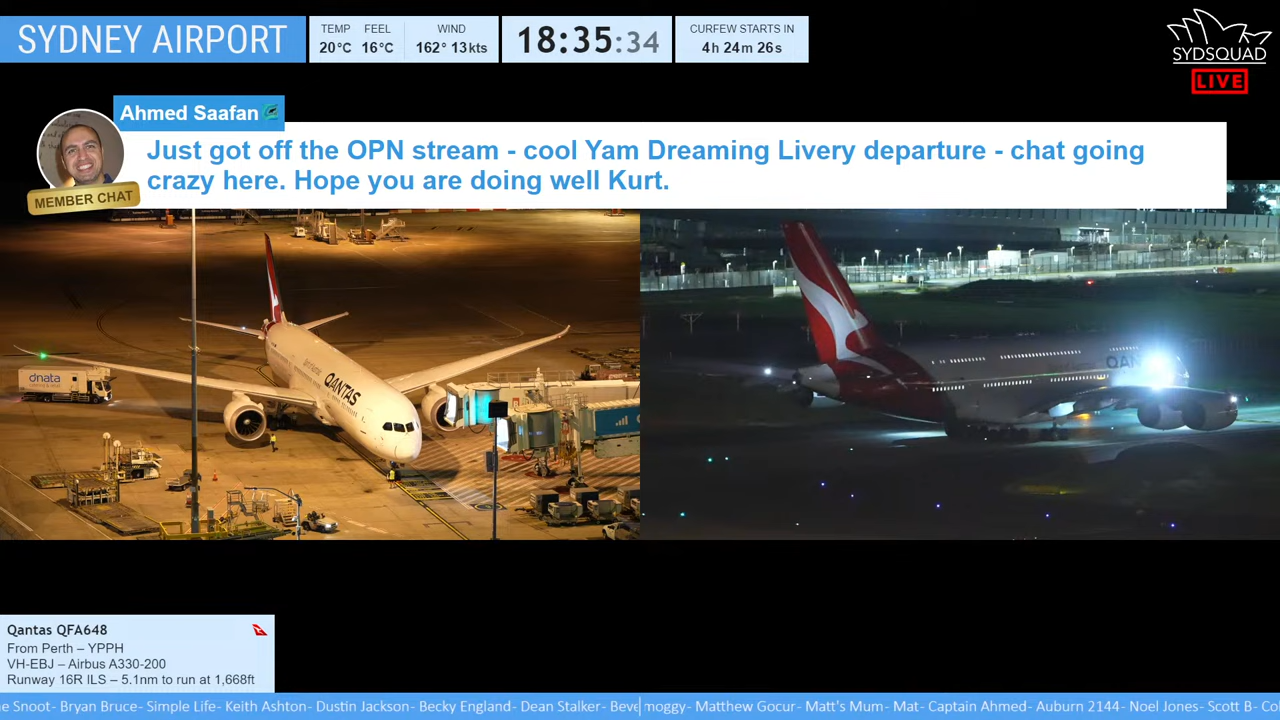 SYDNEY AIRPORT
TEMP FEEL WIND
20°C 16°C 162° 13kts
18:35:34
CURFEW STARTS IN
4h 24m 26s
SYDSQUAD
LIVE
Ahmed Saafan
Just got off the OPN stream - cool Yam Dreaming Livery departure - chat going
crazy here. Hope you are doing well Kurt.
MEMBER CHAT
dnata
QANTAS
QAN
Qantas QFA648
From Perth – YPPH
VH-EBJ – Airbus A330-200
Runway 16R ILS – 5.1nm to run at 1,668ft
e Snoot- Bryan Bruce- Simple Life- Keith Ashton- Dustin Jackson- Becky England- Dean Stalker- Beve moggy- Matthew Gocur- Matt's Mum- Mat- Captain Ahmed- Auburn 2144- Noel Jones- Scott B- Co